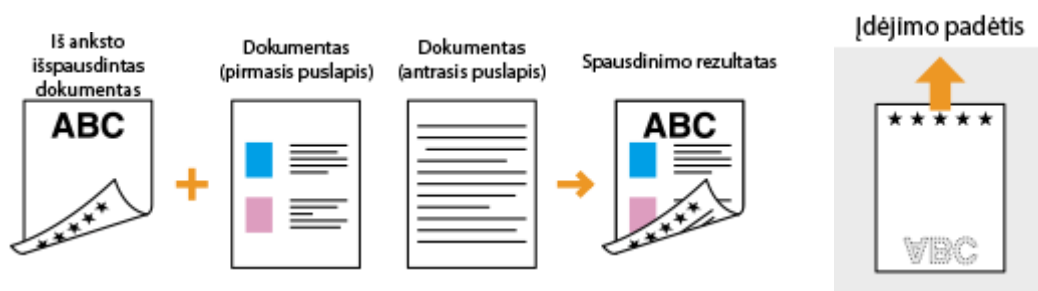 Iš anksto
išspausdintas
dokumentas
ABC
Dokumentas
(pirmasis puslapis)
Dokumentas
(antrasis puslapis)
Spausdinimo rezultatas
ABC
Įdėjimo padėtis
ABC